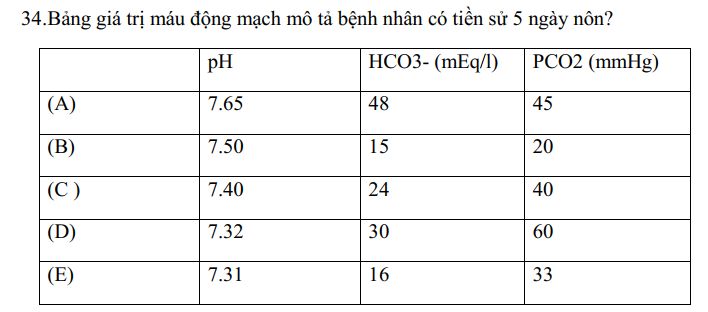 34.Bảng giá trị máu động mạch mô tả bệnh nhân có tiền sử 5 ngày nôn?
pH HCO3- (mEq/l) PCO2 (mmHg)
(A) 7.65 48 45
(B) 7.50 15 20
(C ) 7.40 24 40
(D) 7.32 30 60
(E) 7.31 16 33